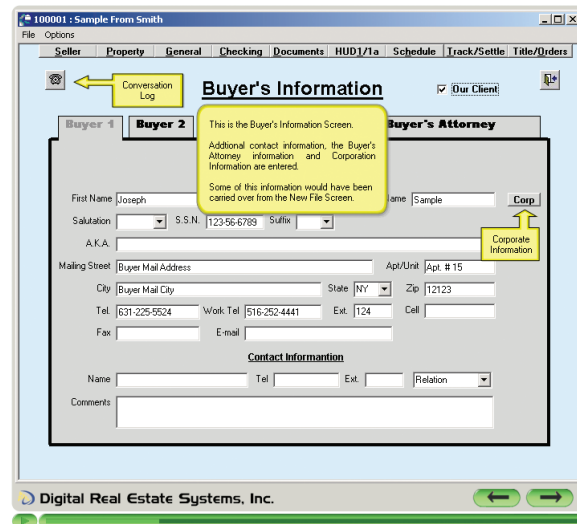 100001 : Sample From Smith
File Options
Seller Property General Checking Documents HUD1/1a Schedule Track/Settle Title/Orders
Conversation
Log
Buyer's Information
Our Client
Buyer 1 Buyer 2 Buyer's Attorney
This is the Buyer's Information Screen.
Addtional contact information, the Buyer's
Attorney information and Corporation
Information are entered.
Some of this information would have been
carried over from the New File Screen.
First Name Joseph ame Sample Corp
Salutation S.S.N. 123-56-6789 Suffix
Corporate
Information
A.K.A.
Mailing Street Buyer Mail Address Apt/Unit Apt. # 15
City Buyer Mail City State NY Zip 12123
Tel. 631-225-5524 Work Tel 516-252-4441 Ext. 124 Cell
Fax E-mail
Contact Informantion
Name Tel Ext. Relation
Comments
Digital Real Estate Systems, Inc.